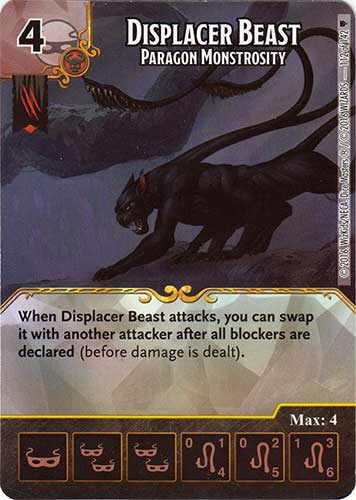 4
DISPLACER BEAST
PARAGON MONSTROSITY
When Displacer Beast attacks, you can swap
it with another attacker after all blockers are
declared (before damage is dealt).
Max: 4
0 1 4
0 2 5
1 3 6